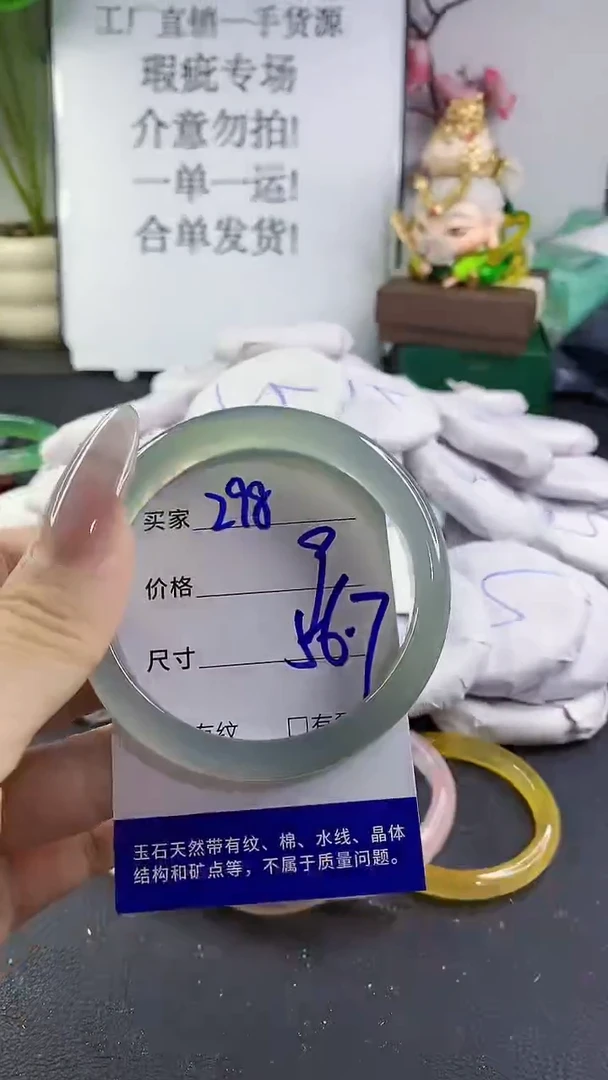 工厂直销一手货源
瑕疵专场
介意勿拍!
一单一运!
合单发货!
买家 298
价格
尺寸 56.7
有纹 □有
玉石天然带有纹、棉、水线、晶体
结构和矿点等，不属于质量问题。